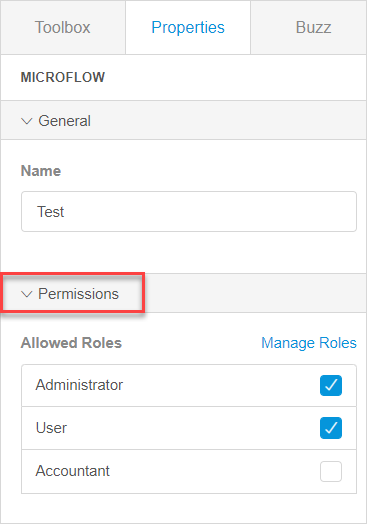 Toolbox Properties Buzz
MICROFLOW
General
Name
Test
Permissions
Allowed Roles Manage Roles
Administrator
User
Accountant